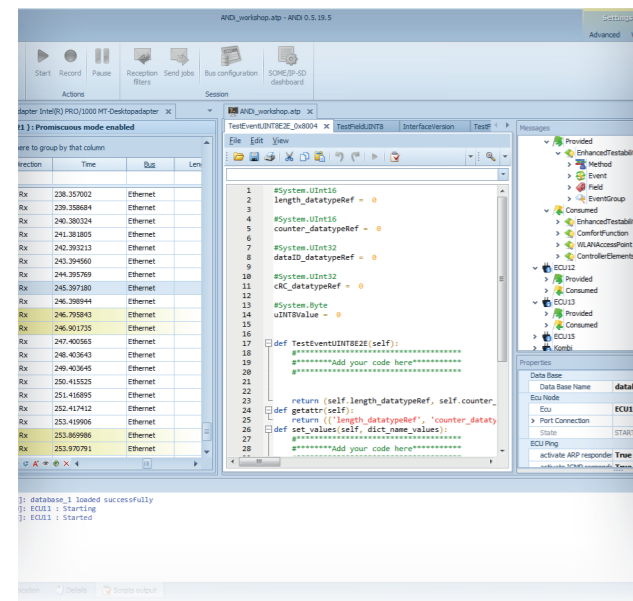 ANDi_workshop.atp - ANDi 0.5.19.5
Settings
Advanced
Start Record Pause Reception filters Send jobs Bus configuration SOME/IP-SD dashboard
Actions Session
dapter Intel(R) PRO/1000 MT-Desktopadapter
21 ) : Promiscuous mode enabled
ere to group by that column
irection Time Bus Len
Rx 238.357002 Ethernet
Rx 239.358684 Ethernet
Rx 240.380324 Ethernet
Rx 241.381805 Ethernet
Rx 242.393213 Ethernet
Rx 243.394560 Ethernet
Rx 244.395769 Ethernet
Rx 245.397180 Ethernet
Rx 246.398944 Ethernet
Rx 246.795843 Ethernet
Rx 246.901735 Ethernet
Rx 247.400565 Ethernet
Rx 248.403643 Ethernet
Rx 249.403645 Ethernet
Rx 250.415525 Ethernet
Rx 251.416895 Ethernet
Rx 252.417412 Ethernet
Rx 253.419906 Ethernet
Rx 253.869986 Ethernet
Rx 253.970791 Ethernet
ANDi_workshop.atp
TestEventUINT8E2E_0x8004 TestFieldUINT8 InterfaceVersion TestF
File Edit View
1 #System.UInt16
2 length_datatypeRef = 0
3
4 #System.UInt16
5 counter_datatypeRef = 0
6
7 #System.UInt32
8 dataID_datatypeRef = 0
9
10 #System.UInt32
11 cRC_datatypeRef = 0
12
13 #System.Byte
14 uINT8Value = 0
15
16
17 def TestEventUINT8E2E(self):
18 #***********************************
19 #********Add your code here**********
20 #***********************************
21
22
23 return (self.length_datatypeRef, self.counter_
24 def getattr(self):
25 return (('length_datatypeRef', 'counter_dataty
26 def set_values(self, dict_name_values):
27 #***********************************
28 #********Add your code here**********
Messages
Provided
EnhancedTestabili
Method
Event
Field
EventGroup
Consumed
EnhancedTestabili
ComfortFunction
WLANAccessPoint
ControllerElements
ECU12
Provided
Consumed
ECU13
Provided
Consumed
ECU15
Kombi
Properties
Data Base
Data Base Name datab
Ecu Node
Ecu ECU1
Port Connection
State START
ECU Ping
activate ARP responder True
activate ICMP responder True
]: database_1 loaded successfully
]: ECU11 : Starting
]: ECU11 : Started
Details Scripts output